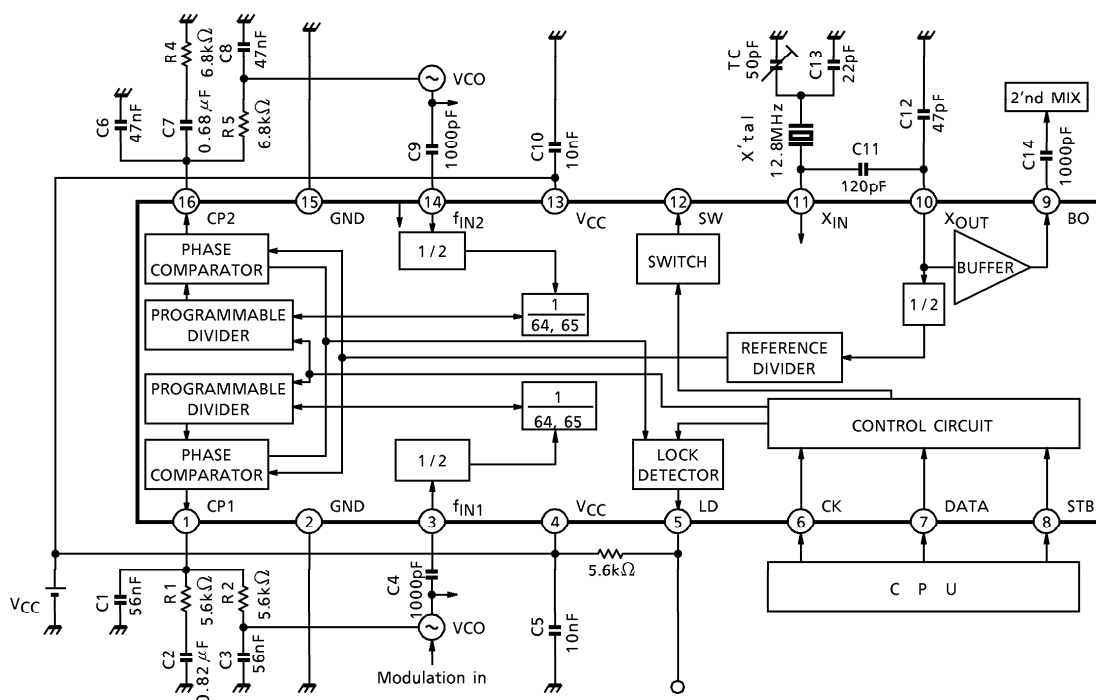 R4
6.8kΩ
C8
47nF
VCO
C6
47nF
C7
0.68μF
R5
6.8kΩ
C9
1000pF
C10
10nF
TC
50pF
C13
22pF
X'tal
12.8MHz
C11
120pF
C12
47pF
2'nd MIX
C14
1000pF
16
15
14
13
12
11
10
9
CP2
GND
fIN2
VCC
SW
XIN
XOUT
BO
PHASE
COMPARATOR
1/2
SWITCH
BUFFER
1/2
PROGRAMMABLE
DIVIDER
1
64, 65
REFERENCE
DIVIDER
PROGRAMMABLE
DIVIDER
1
64, 65
CONTROL CIRCUIT
PHASE
COMPARATOR
1/2
LOCK
DETECTOR
CP1
GND
fIN1
VCC
LD
CK
DATA
STB
1
2
3
4
5
6
7
8
5.6kΩ
C P U
VCC
C1
56nF
R1
5.6kΩ
R2
5.6kΩ
C4
1000pF
VCO
C2
0.82μF
C3
56nF
C5
10nF
Modulation in